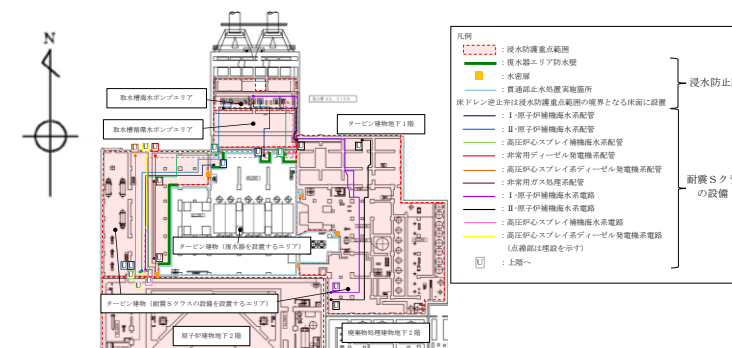 N
取水槽海水ポンプエリア
取水槽循環水ポンプエリア
タービン建物地下1階
タービン建物（復水器を設置するエリア）
タービン建物（耐震Sクラスの設備を設置するエリア）
原子炉建物地下2階
廃棄物処理建物地下2階
凡例
：浸水防護重点範囲
：復水器エリア防水壁
：水密扉
：貫通部止水処置実施箇所
床ドレン逆止弁は浸水防護重点範囲の境界となる床面に設置
：Ⅰ-原子炉補機海水系配管
：Ⅱ-原子炉補機海水系配管
：高圧炉心スプレイ補機海水系配管
：非常用ディーゼル発電機系配管
：高圧炉心スプレイ系ディーゼル発電機系配管
：非常用ガス処理系配管
：Ⅰ-原子炉補機海水系電路
：Ⅱ-原子炉補機海水系電路
：高圧炉心スプレイ補機海水系電路
：高圧炉心スプレイ系ディーゼル発電機系電路
（点線部は埋設を示す）
U：上階へ
浸水防止
耐震Sクラ
の設備